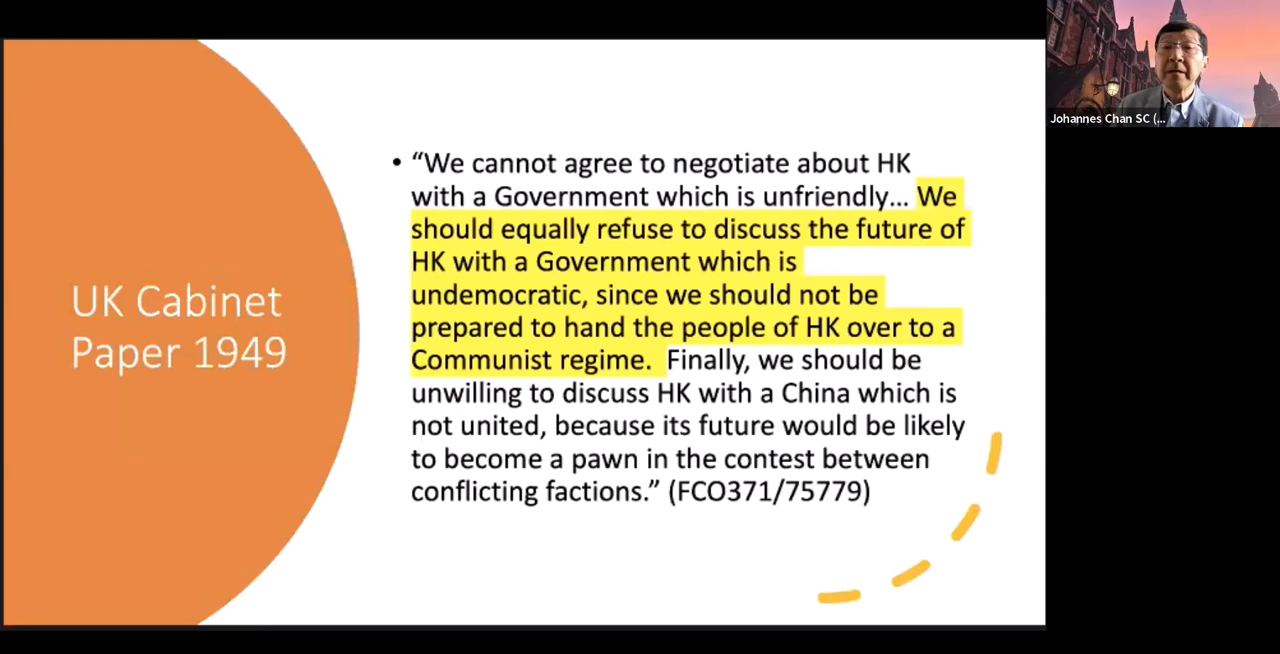 UK Cabinet
Paper 1949
• “We cannot agree to negotiate about HK
with a Government which is unfriendly... We
should equally refuse to discuss the future of
HK with a Government which is
undemocratic, since we should not be
prepared to hand the people of HK over to a
Communist regime. Finally, we should be
unwilling to discuss HK with a China which is
not united, because its future would be likely
to become a pawn in the contest between
conflicting factions.” (FCO371/75779)
Johannes Chan SC (...